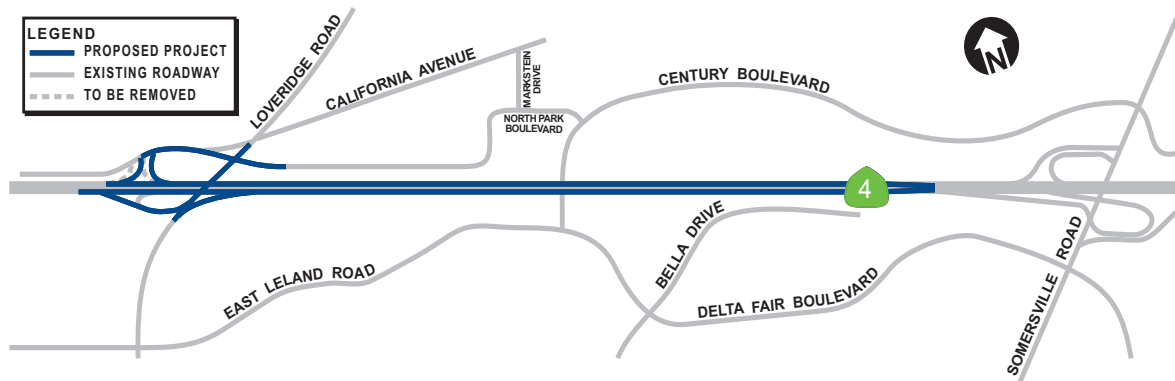 LEGEND
PROPOSED PROJECT
EXISTING ROADWAY
TO BE REMOVED
LOVERIDGE ROAD
CALIFORNIA AVENUE
MARKSTEIN
DRIVE
NORTH PARK
BOULEVARD
CENTURY BOULEVARD
N
4
BELLA DRIVE
EAST LELAND ROAD
DELTA FAIR BOULEVARD
SOMERSVILLE ROAD